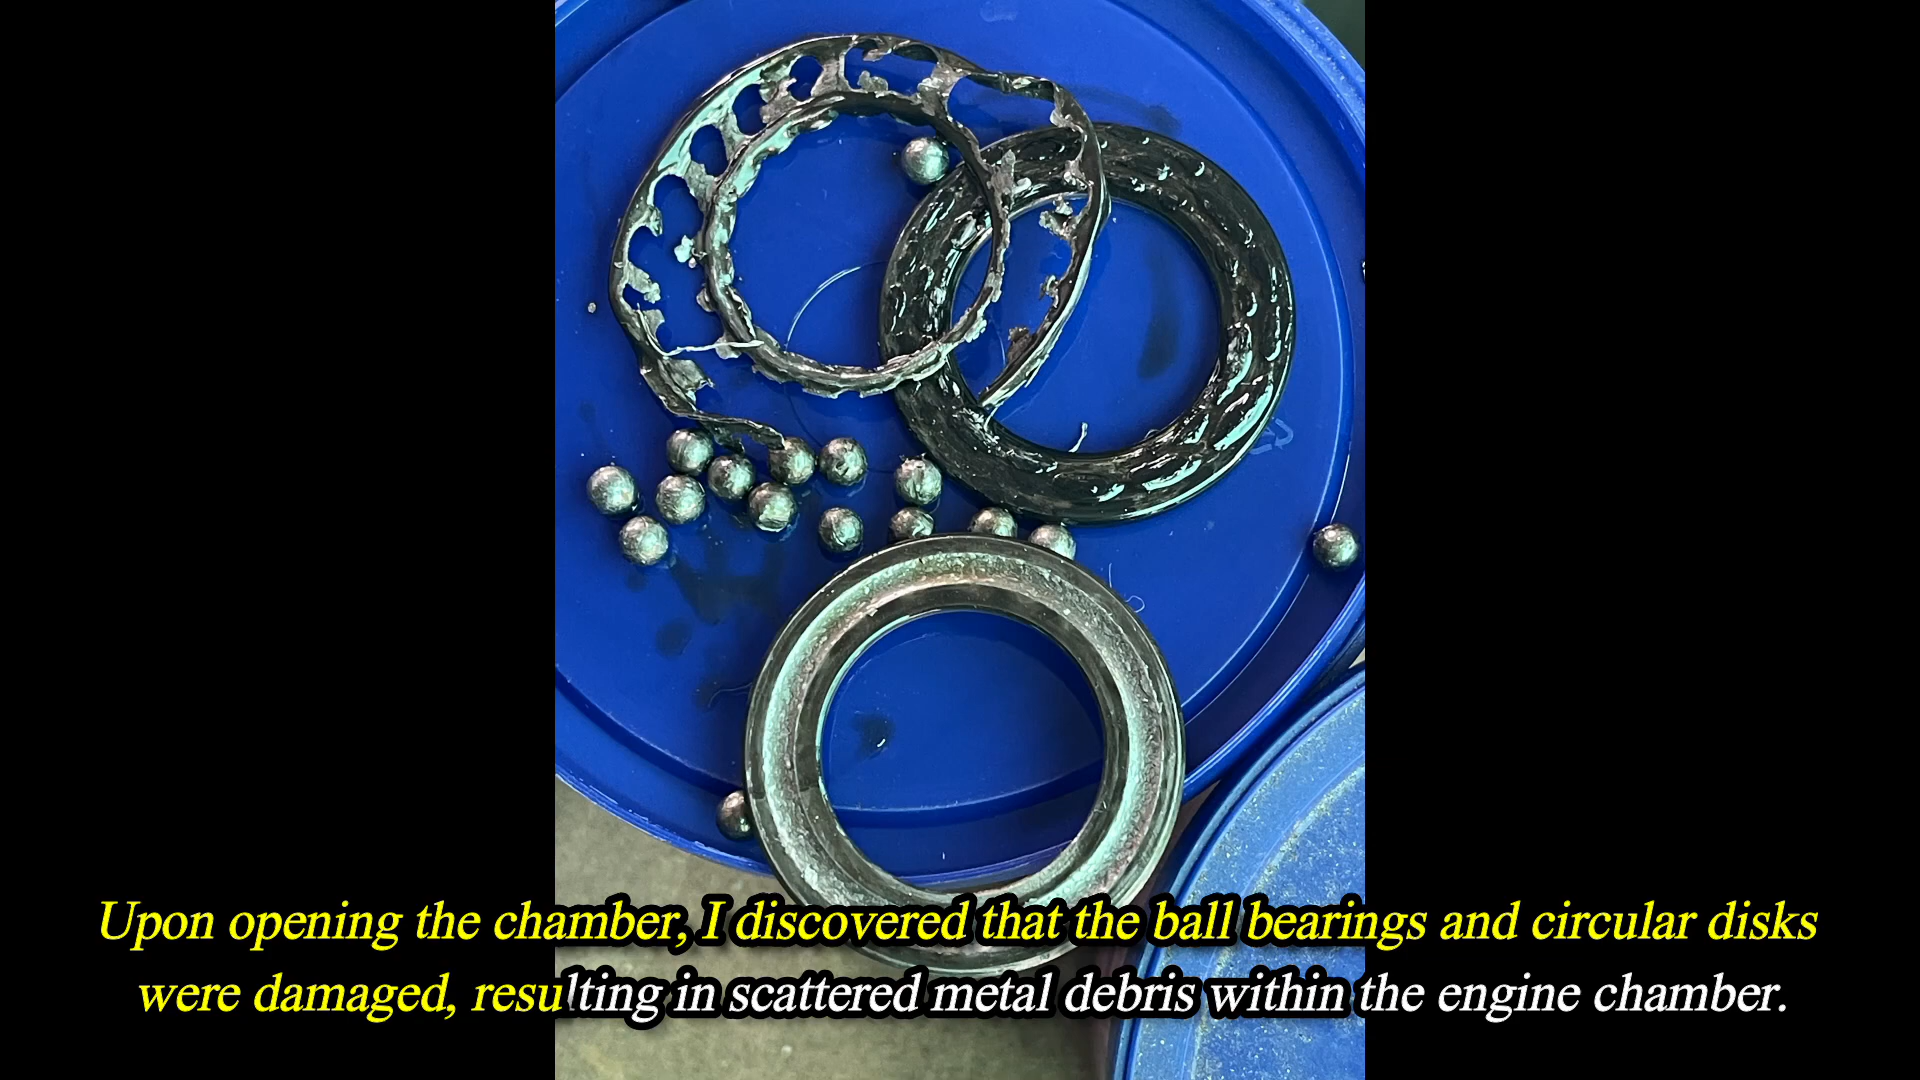 Upon opening the chamber, I discovered that the ball bearings and circular disks
were damaged, resulting in scattered metal debris within the engine chamber.